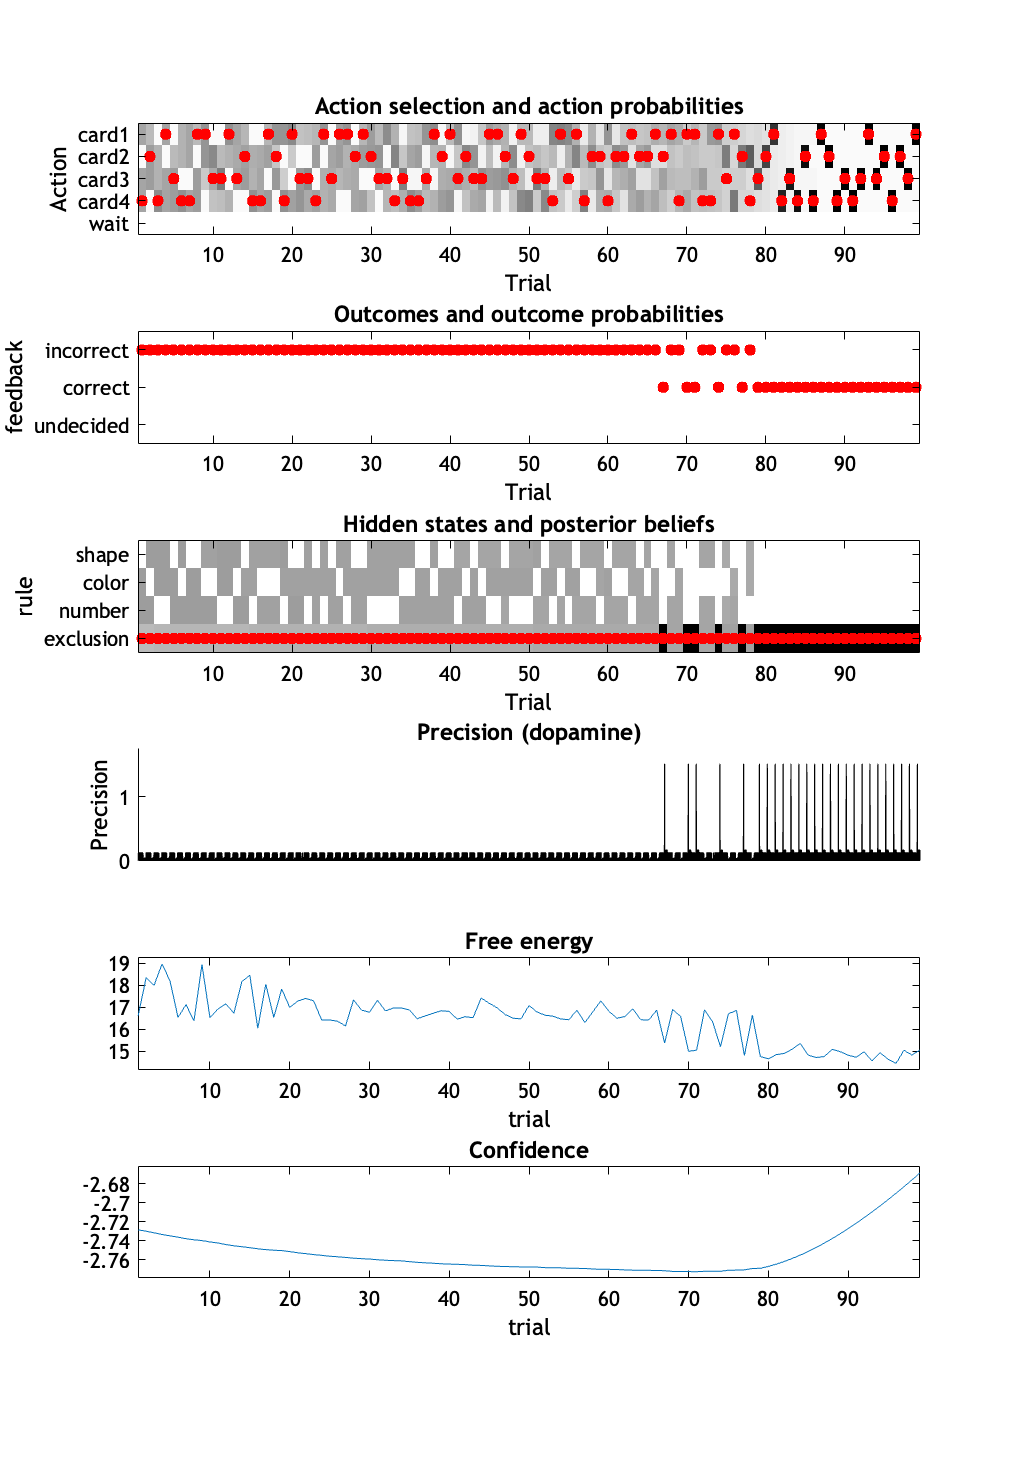 Action selection and action probabilities
Action
card1
card2
card3
card4
wait
10 20 30 40 50 60 70 80 90
Trial
Outcomes and outcome probabilities
feedback
incorrect
correct
undecided
10 20 30 40 50 60 70 80 90
Trial
Hidden states and posterior beliefs
rule
shape
color
number
exclusion
10 20 30 40 50 60 70 80 90
Trial
Precision (dopamine)
Precision
1
0
Free energy
19
18
17
16
15
10 20 30 40 50 60 70 80 90
trial
Confidence
-2.68
-2.7
-2.72
-2.74
-2.76
10 20 30 40 50 60 70 80 90
trial